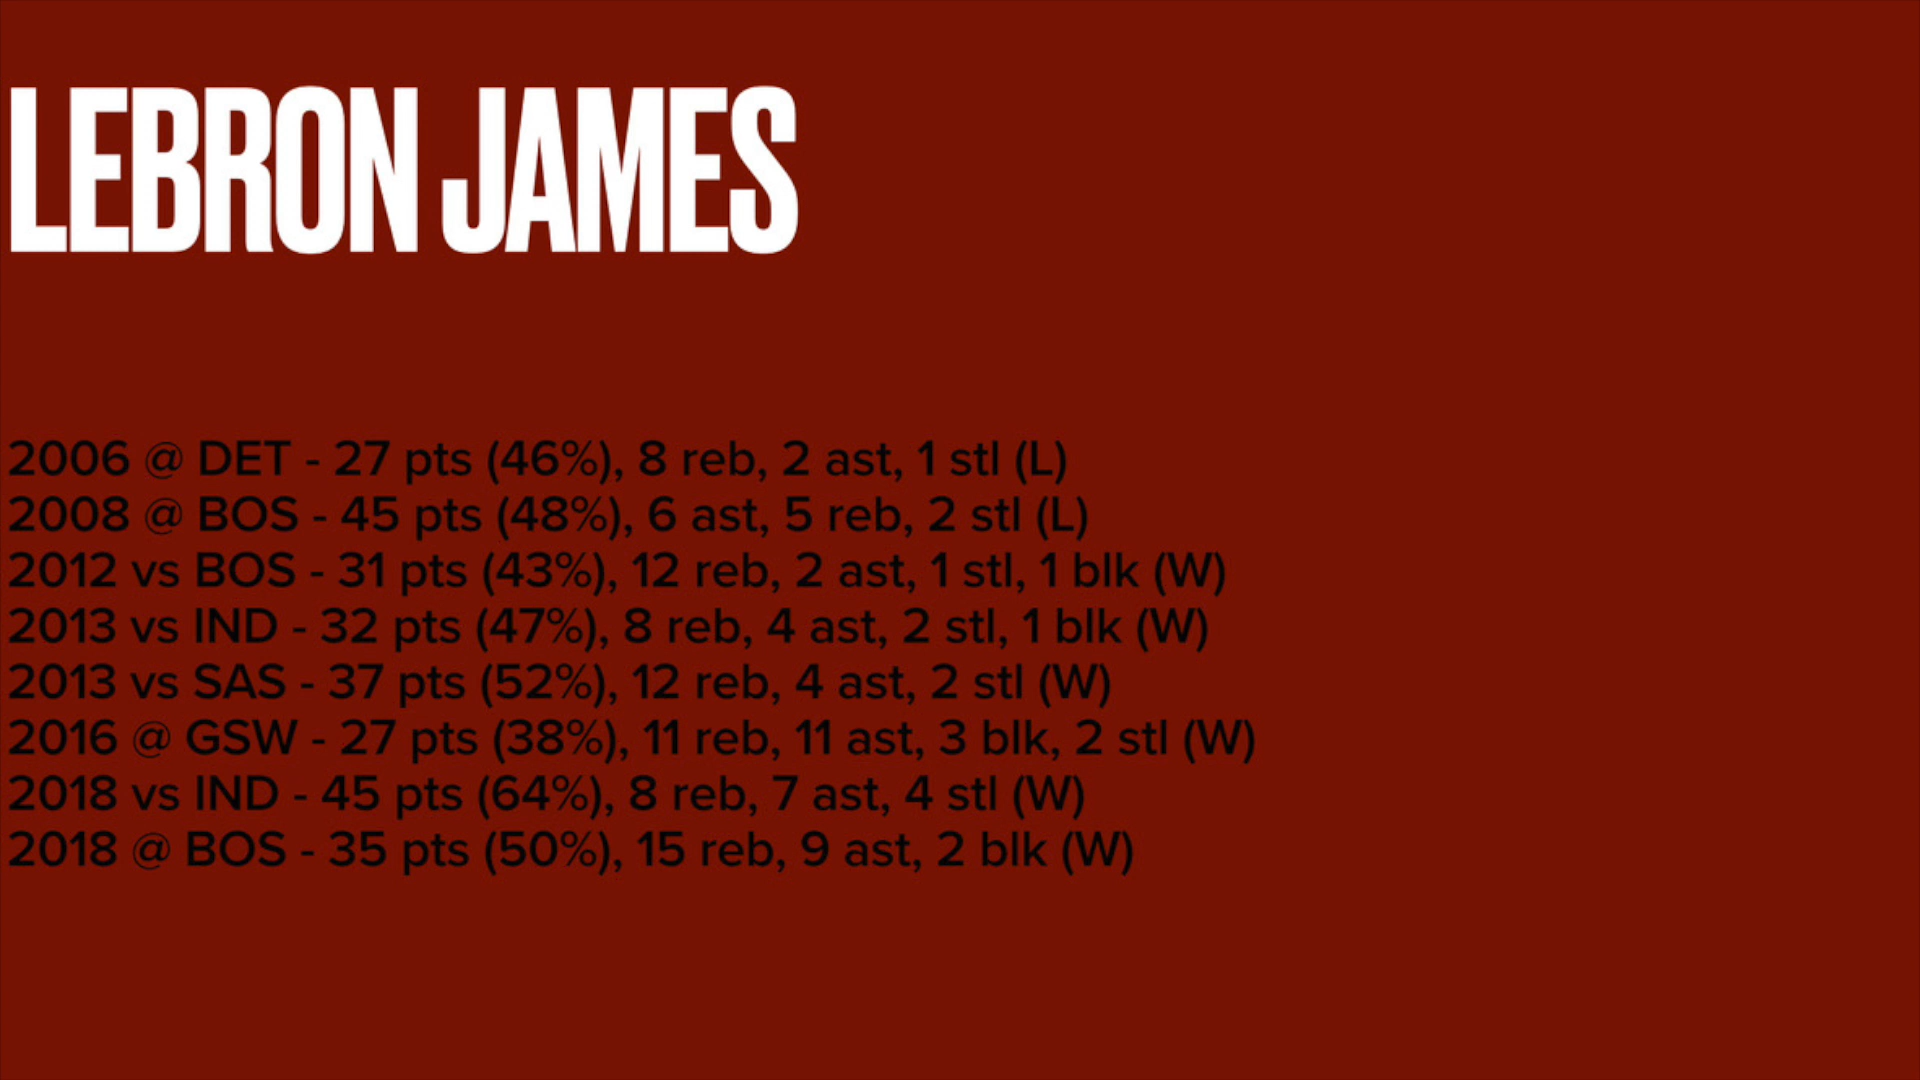 LEBRON JAMES
2006 @ DET - 27 pts (46%), 8 reb, 2 ast, 1 stl (L)
2008 @ BOS - 45 pts (48%), 6 ast, 5 reb, 2 stl (L)
2012 vs BOS - 31 pts (43%), 12 reb, 2 ast, 1 stl, 1 blk (W)
2013 vs IND - 32 pts (47%), 8 reb, 4 ast, 2 stl, 1 blk (W)
2013 vs SAS - 37 pts (52%), 12 reb, 4 ast, 2 stl (W)
2016 @ GSW - 27 pts (38%), 11 reb, 11 ast, 3 blk, 2 stl (W)
2018 vs IND - 45 pts (64%), 8 reb, 7 ast, 4 stl (W)
2018 @ BOS - 35 pts (50%), 15 reb, 9 ast, 2 blk (W)